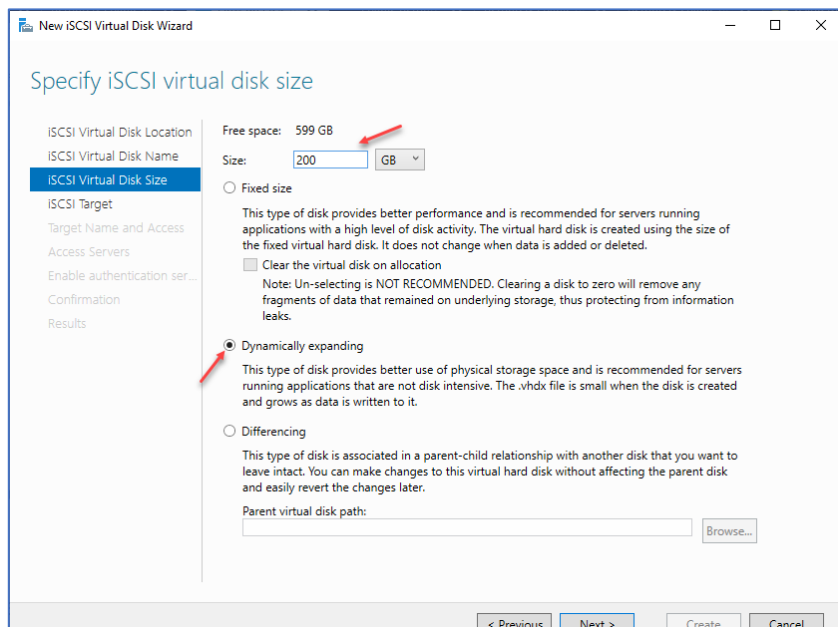 New iSCSI Virtual Disk Wizard
Specify iSCSI virtual disk size
iSCSI Virtual Disk Location
iSCSI Virtual Disk Name
iSCSI Virtual Disk Size
iSCSI Target
Target Name and Access
Access Servers
Enable authentication ser...
Confirmation
Results
Free space: 599 GB
Size: 200 GB
Fixed size
This type of disk provides better performance and is recommended for servers running
applications with a high level of disk activity. The virtual hard disk is created using the size of
the fixed virtual hard disk. It does not change when data is added or deleted.
Clear the virtual disk on allocation
Note: Un-selecting is NOT RECOMMENDED. Clearing a disk to zero will remove any
fragments of data that remained on underlying storage, thus protecting from information
leaks.
Dynamically expanding
This type of disk provides better use of physical storage space and is recommended for servers
running applications that are not disk intensive. The .vhdx file is small when the disk is created
and grows as data is written to it.
Differencing
This type of disk is associated in a parent-child relationship with another disk that you want to
leave intact. You can make changes to this virtual hard disk without affecting the parent disk
and easily revert the changes later.
Parent virtual disk path:
Browse...
< Previous Next > Create Cancel